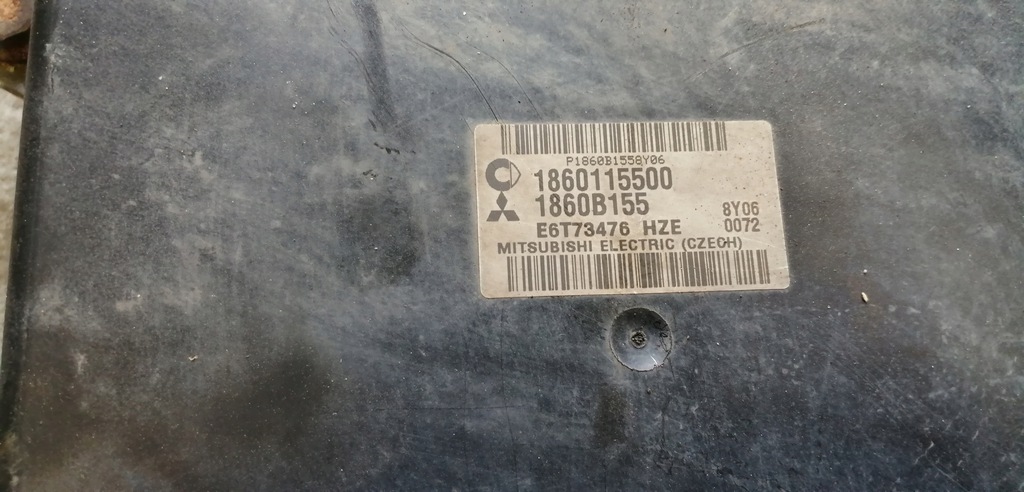 P1860B1558Y06
1860115500
1860B155
8Y06
E6T73476 HZE
0072
MITSUBISHI ELECTRIC (CZECH)